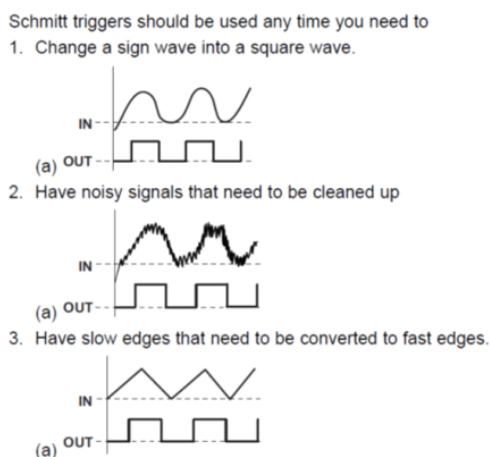 Schmitt triggers should be used any time you need to
1. Change a sign wave into a square wave.
IN
(a) OUT
2. Have noisy signals that need to be cleaned up
IN
(a) OUT
3. Have slow edges that need to be converted to fast edges.
IN
(a) OUT